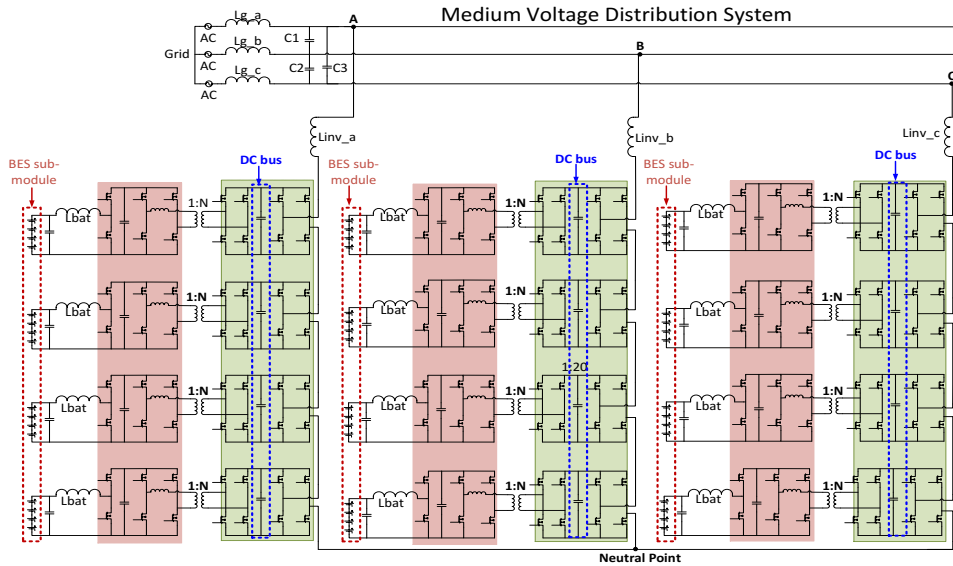 Medium Voltage Distribution System
Lg_a
A
AC
C1
Lg_b
B
Grid
AC
C2
C3
Lg_c
C
AC
Linv_a
Linv_b
Linv_c
BES sub-
module
DC bus
BES sub-
module
DC bus
BES sub-
module
DC bus
Lbat
1:N
Lbat
1:N
Lbat
1:N
Lbat
1:N
Lbat
1:N
Lbat
1:N
1:20
Lbat
1:N
Lbat
1:N
Lbat
1:N
Lbat
1:N
Lbat
1:N
Lbat
1:N
Neutral Point